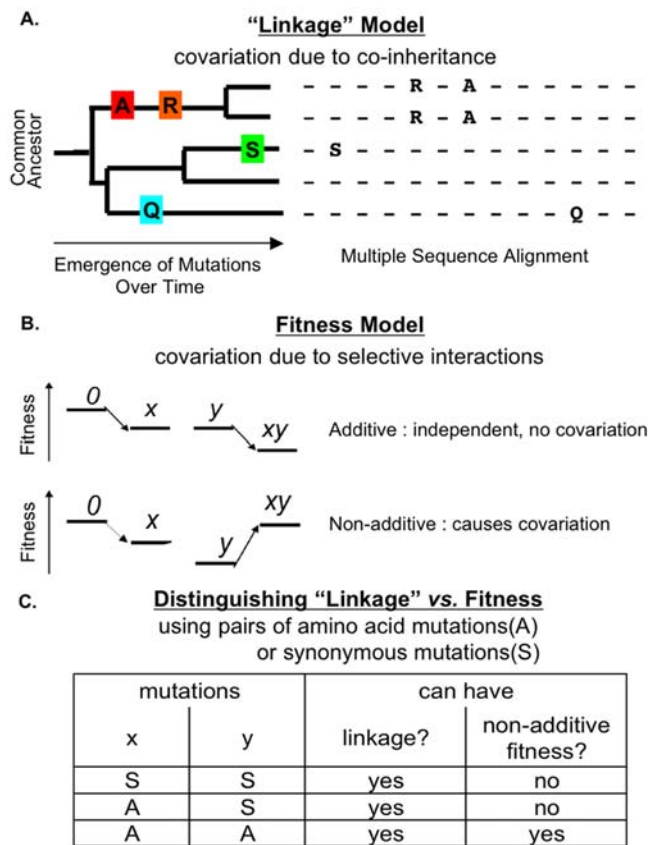 A.
"Linkage" Model
covariation due to co-inheritance
Common
Ancestor
A R
S
Q
- - - - - R - A - - - - - -
- - - - - R - A - - - - - -
- S - - - - - - - - - - - -
- - - - - - - - - - - - - -
- - - - - - - - - - - Q - -
Emergence of Mutations
Over Time
Multiple Sequence Alignment
B.
Fitness Model
covariation due to selective interactions
Fitness
0 x y xy
Additive : independent, no covariation
Fitness
0 x y xy
Non-additive : causes covariation
C.
Distinguishing "Linkage" vs. Fitness
using pairs of amino acid mutations(A)
or synonymous mutations(S)
mutations can have
x y linkage? non-additive
fitness?
S S yes no
A S yes no
A A yes yes